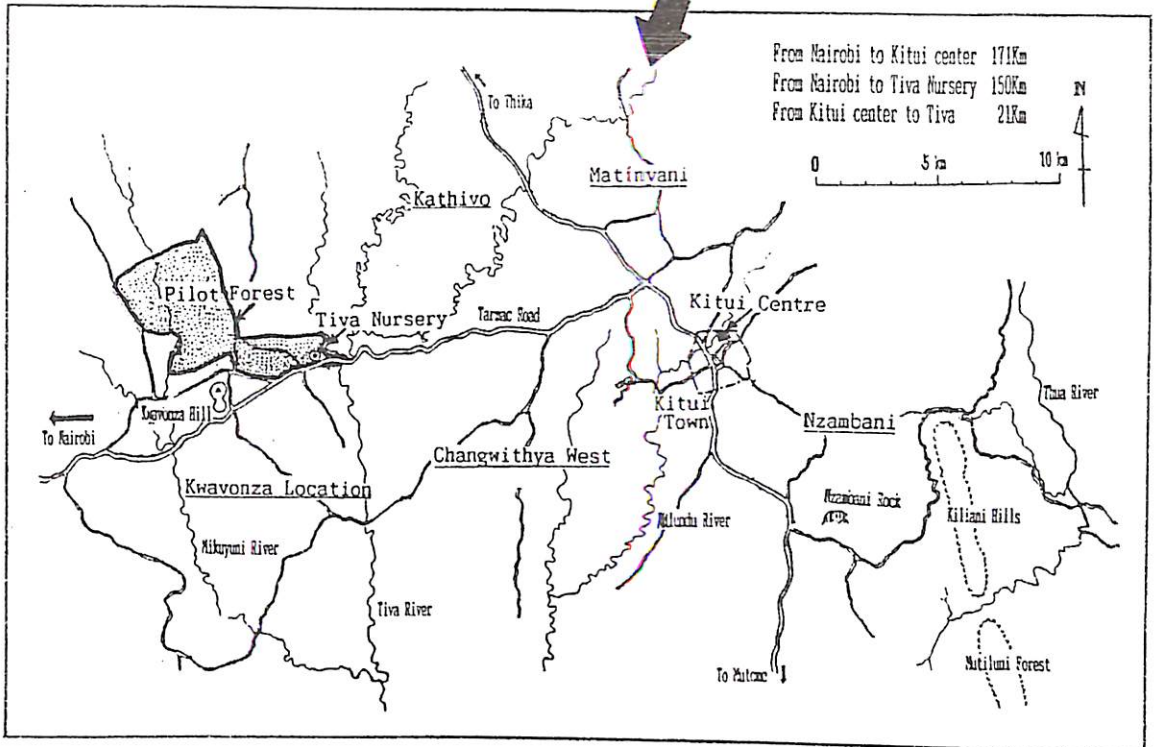 From Nairobi to Kitui center 171Km
From Nairobi to Tiva Nursery 150Km
From Kitui center to Tiva 21Km
N
0 5 km 10 km
To Thika
Matinvani
Kathivo
Pilot Forest
Tiva Nursery
Tarmac Road
Kitui Centre
Kwavonza Hill
To Nairobi
Kitui
Town
Nzambani
Thua River
Changwithya West
Kwavonza Location
Nzambani Rock
Kiliani Hills
Mikuyuni River
River
Tiva River
To Mutomo
Mutiluni Forest